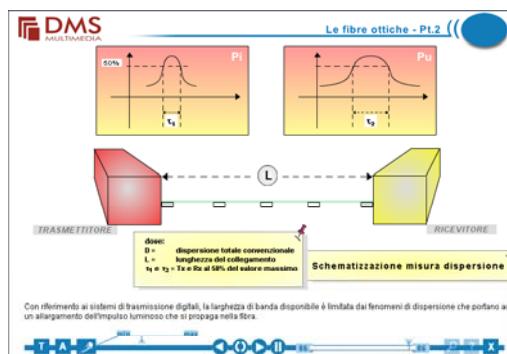 DMS
MULTIMEDIA
Le fibre ottiche - Pt.2
Pi
50%
τ1
Pu
τ2
L
TRASMETTITORE
RICEVITORE
dose:
D = dispersione totale convenzionale
L = lunghezza del collegamento
τ1 e τ2 = Tx e Rx al 50% del valore massimo
Schematizzazione misura dispersione
Con riferimento ai sistemi di trasmissione digitali, la larghezza di banda disponibile è limitata dai fenomeni di dispersione che portano a
un allargamento dell'impulso luminoso che si propaga nella fibra.
min max
T A
? X